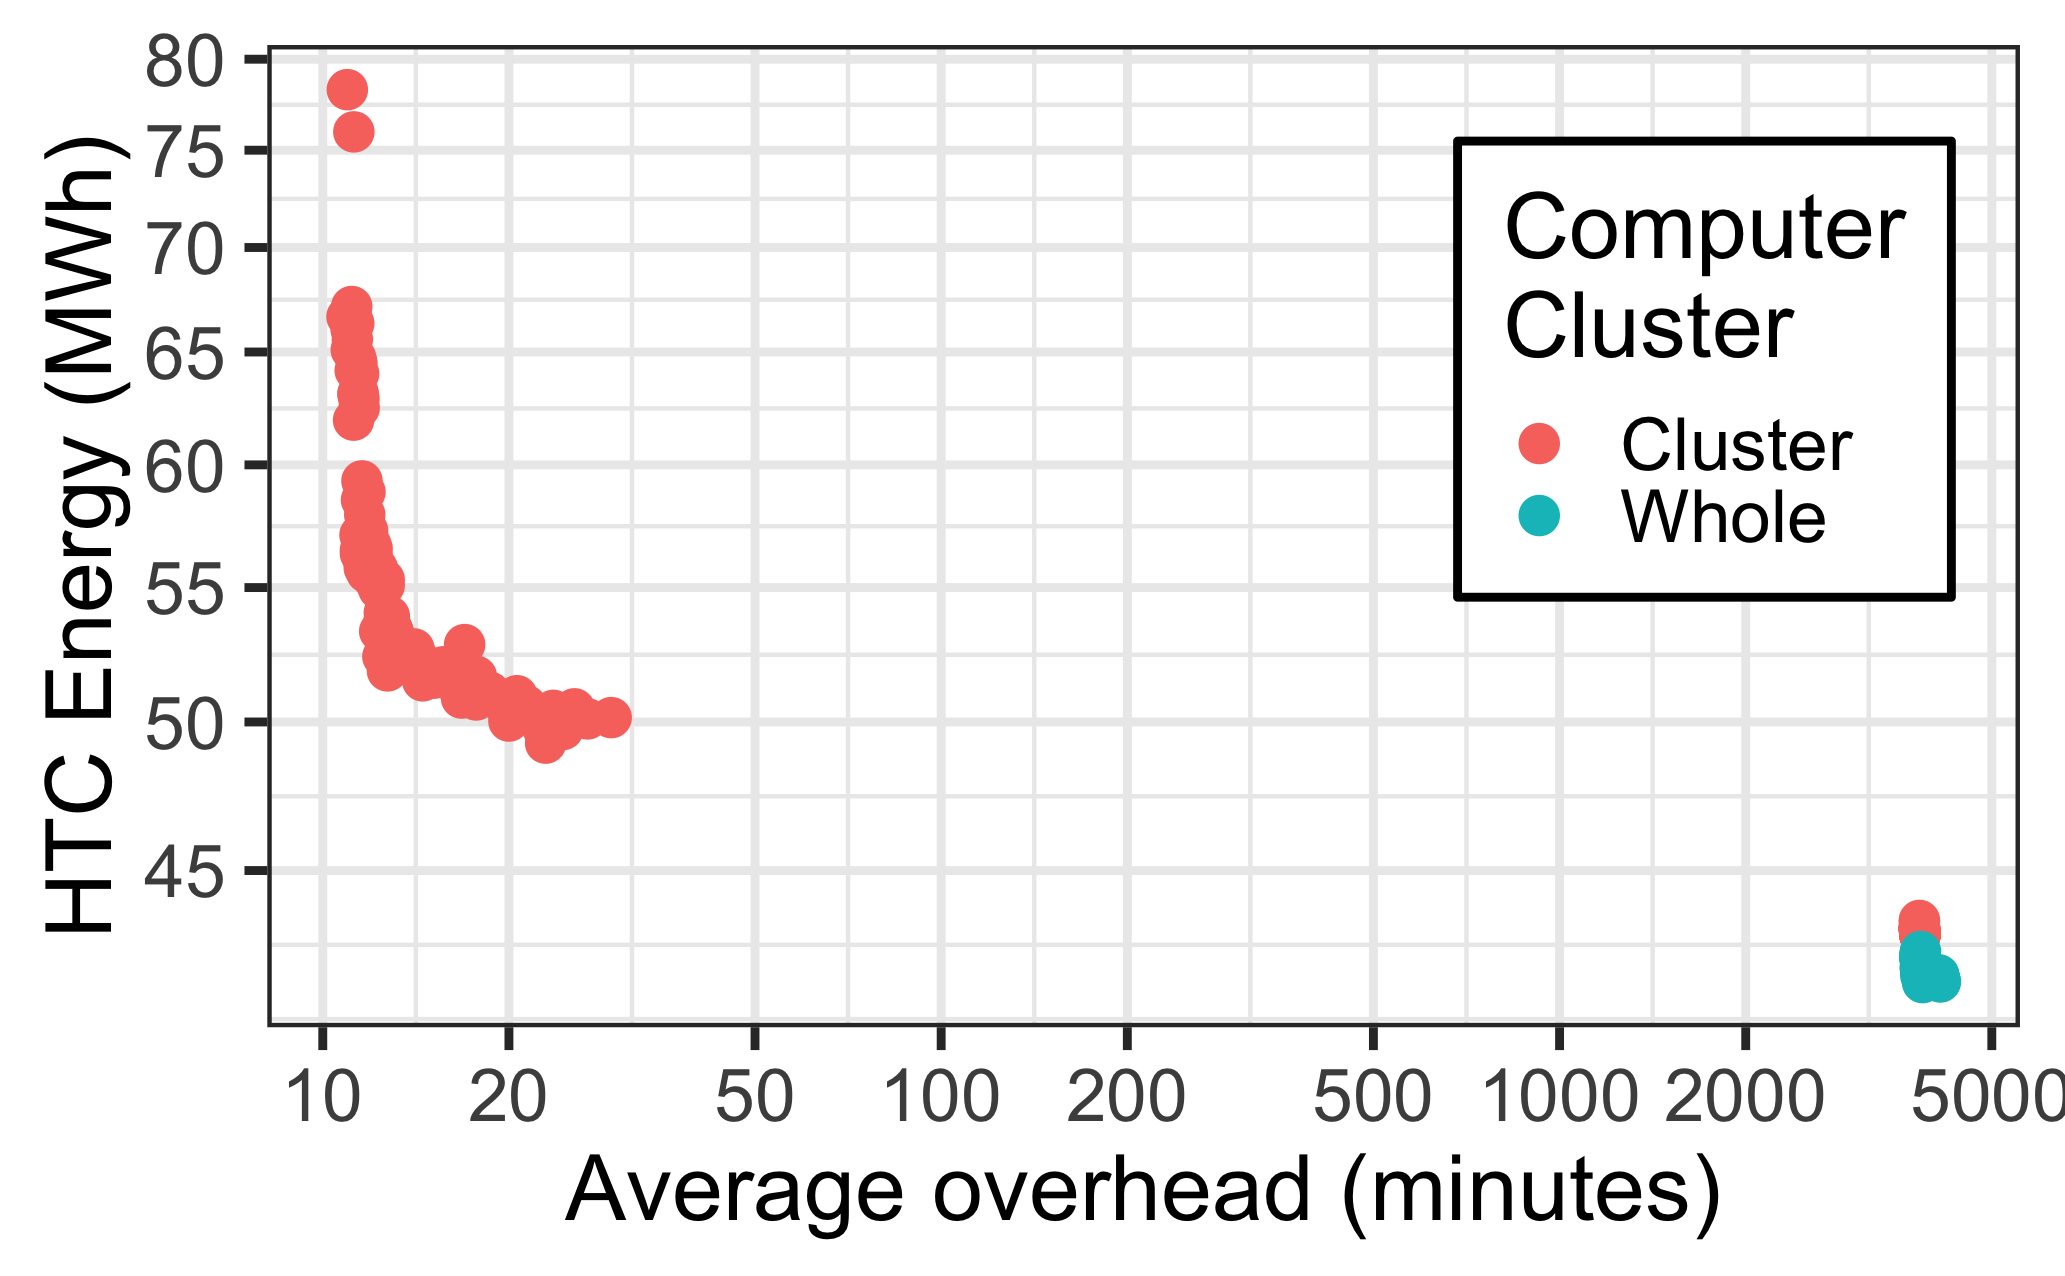 HTC Energy (MWh)
80
75
70
65
60
55
50
45
Computer
Cluster
Cluster
Whole
10 20 50 100 200 500 1000 2000 5000
Average overhead (minutes)